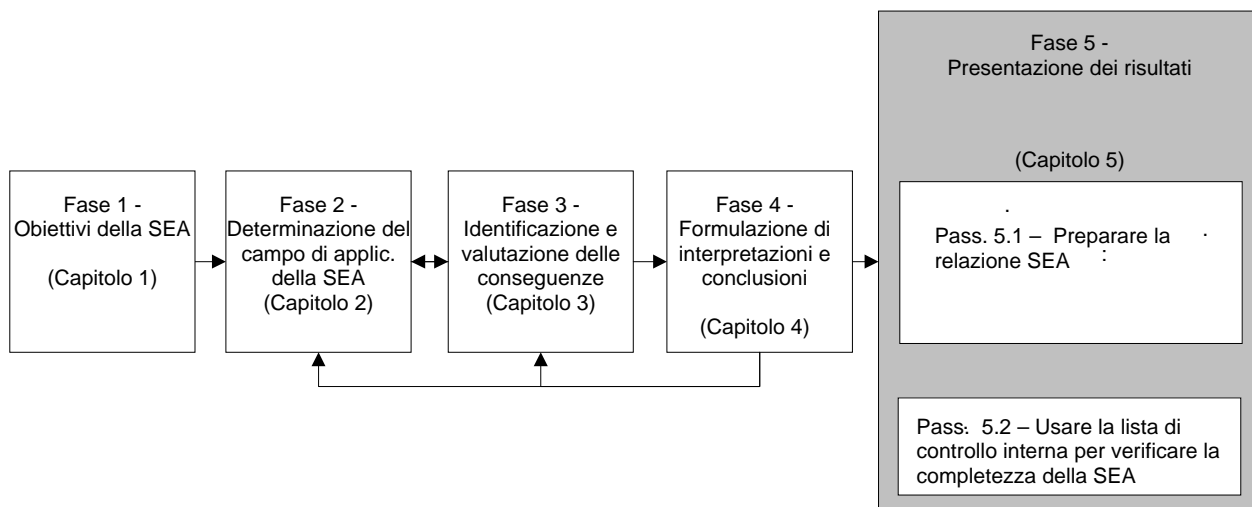 Fase 1 -
Obiettivi della SEA
(Capitolo 1)
Fase 2 -
Determinazione del
campo di applic.
della SEA
(Capitolo 2)
Fase 3 -
Identificazione e
valutazione delle
conseguenze
(Capitolo 3)
Fase 4 -
Formulazione di
interpretazioni e
conclusioni
(Capitolo 4)
Fase 5 -
Presentazione dei risultati
(Capitolo 5)
Pass. 5.1 – Preparare la
relazione SEA
Pass. 5.2 – Usare la lista di
controllo interna per verificare la
completezza della SEA